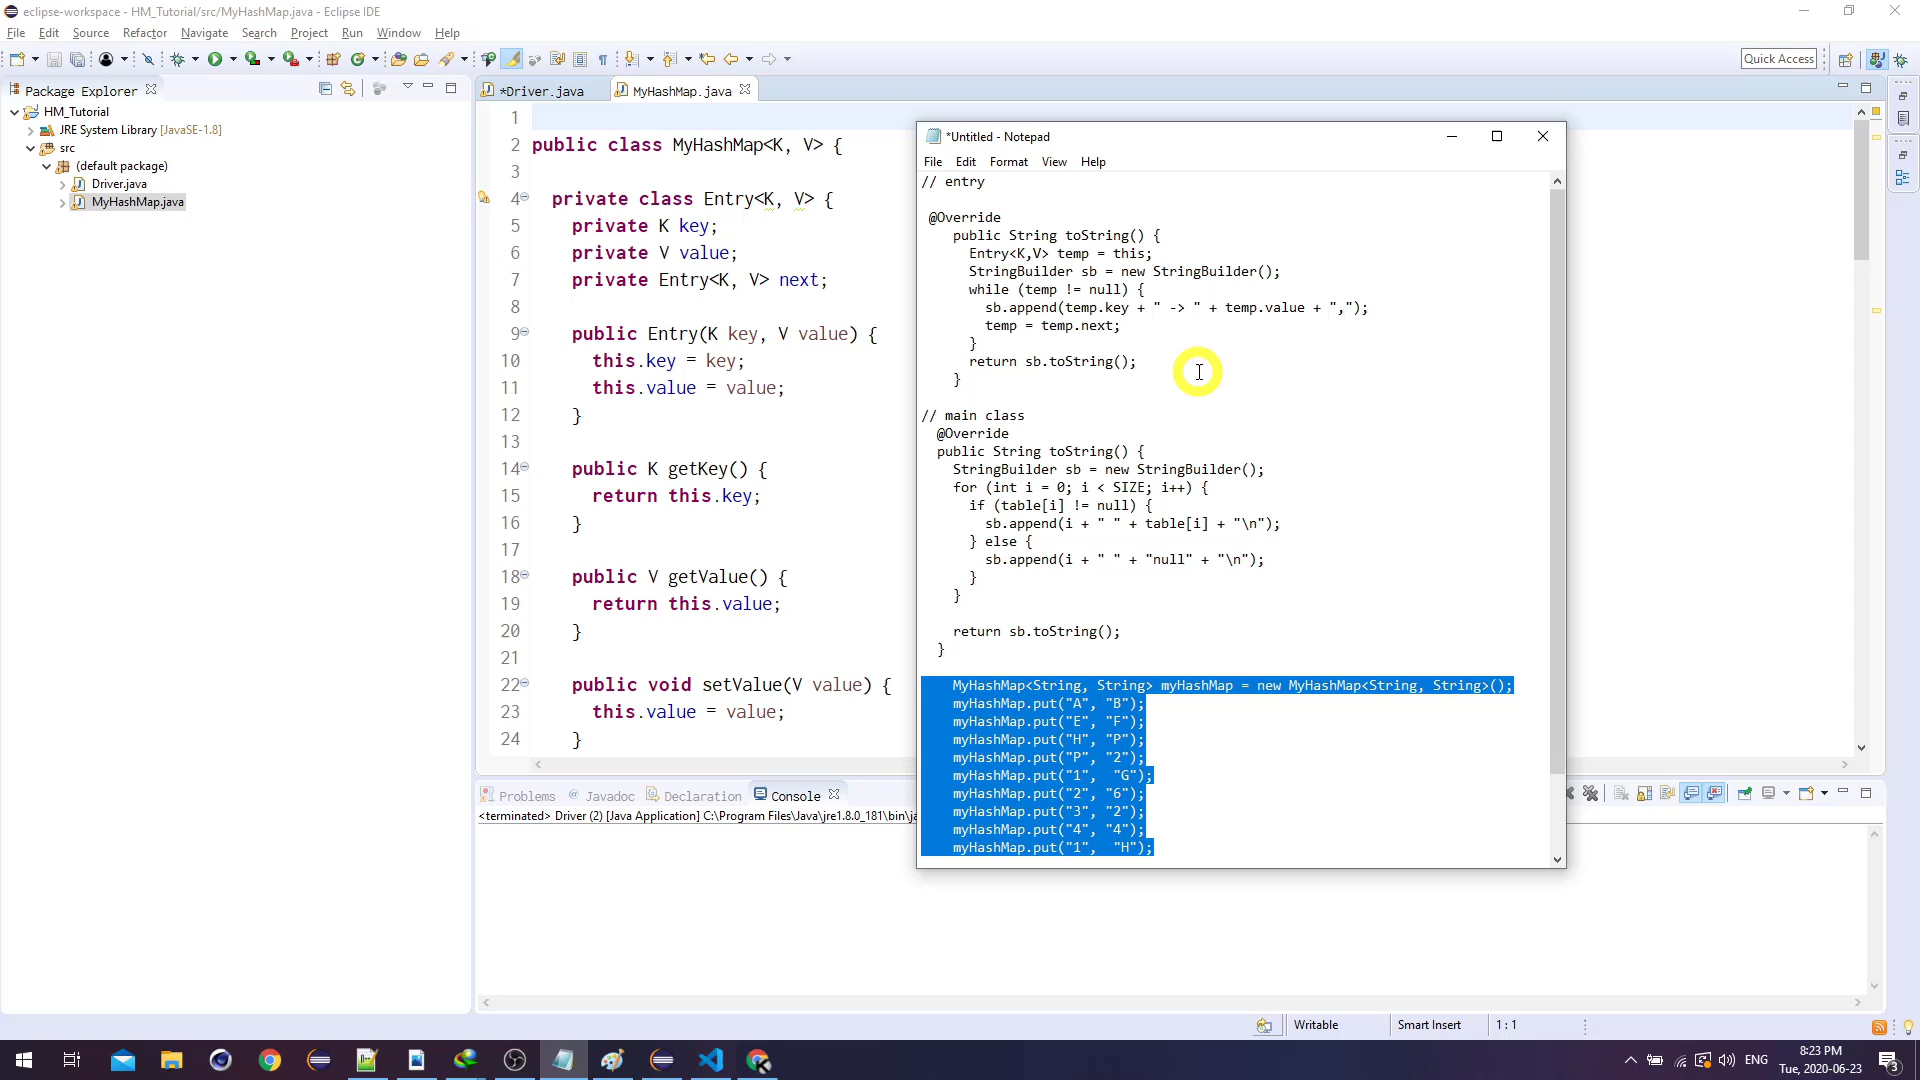 eclipse-workspace - HM_Tutorial/src/MyHashMap.java - Eclipse IDE
File Edit Source Refactor Navigate Search Project Run Window Help
Quick Access
Package Explorer
HM_Tutorial
JRE System Library [JavaSE-1.8]
src
(default package)
Driver.java
MyHashMap.java
*Driver.java MyHashMap.java
1
2 public class MyHashMap<K, V> {
3
4 private class Entry<K, V> {
5 private K key;
6 private V value;
7 private Entry<K, V> next;
8
9 public Entry(K key, V value) {
10 this.key = key;
11 this.value = value;
12 }
13
14 public K getKey() {
15 return this.key;
16 }
17
18 public V getValue() {
19 return this.value;
20 }
21
22 public void setValue(V value) {
23 this.value = value;
24 }
*Untitled - Notepad
File Edit Format View Help
// entry
@Override
public String toString() {
Entry<K,V> temp = this;
StringBuilder sb = new StringBuilder();
while (temp != null) {
sb.append(temp.key + " -> " + temp.value + ",");
temp = temp.next;
}
return sb.toString();
}
// main class
@Override
public String toString() {
StringBuilder sb = new StringBuilder();
for (int i = 0; i < SIZE; i++) {
if (table[i] != null) {
sb.append(i + " " + table[i] + "\n");
} else {
sb.append(i + " " + "null" + "\n");
}
}
return sb.toString();
}
MyHashMap<String, String> myHashMap = new MyHashMap<String, String>();
myHashMap.put("A", "B");
myHashMap.put("E", "F");
myHashMap.put("H", "P");
myHashMap.put("P", "2");
myHashMap.put("1", "G");
myHashMap.put("2", "6");
myHashMap.put("3", "2");
myHashMap.put("4", "4");
myHashMap.put("1", "H");
Problems @ Javadoc Declaration Console
<terminated> Driver (2) [Java Application] C:\Program Files\Java\jre1.8.0_181\bin\ja
Writable Smart Insert 1 : 1
ENG
8:23 PM
Tue, 2020-06-23
3